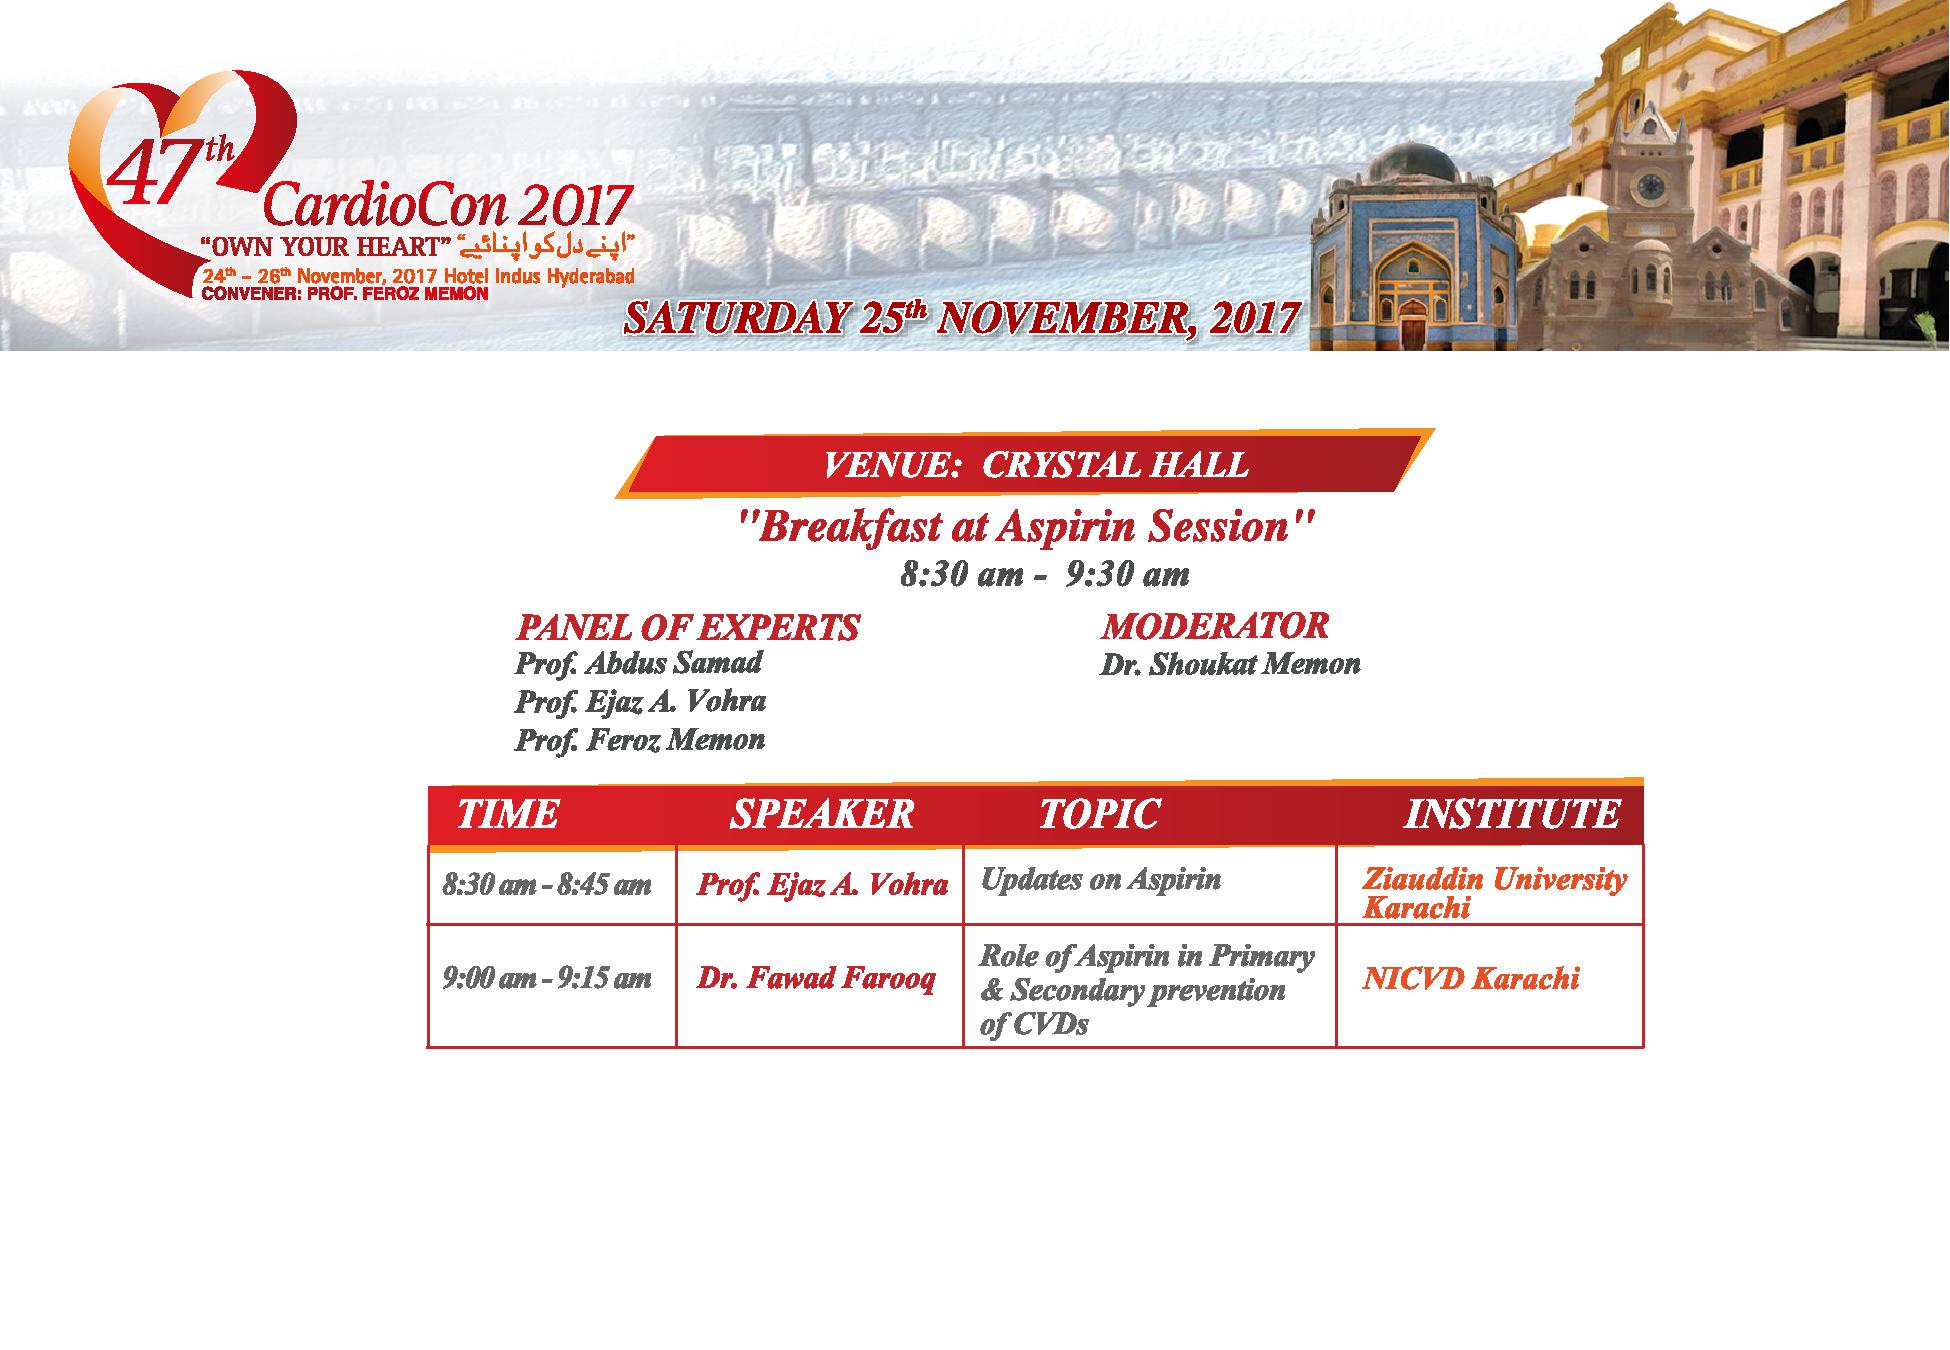 47th
CardioCon 2017
“OWN YOUR HEART” “اپنے دل کو اپنائیے”
24th – 26th November, 2017 Hotel Indus Hyderabad
CONVENER: PROF. FEROZ MEMON
SATURDAY 25th NOVEMBER, 2017
VENUE: CRYSTAL HALL
"Breakfast at Aspirin Session"
8:30 am - 9:30 am
PANEL OF EXPERTS
Prof. Abdus Samad
Prof. Ejaz A. Vohra
Prof. Feroz Memon
MODERATOR
Dr. Shoukat Memon
TIME SPEAKER TOPIC INSTITUTE
8:30 am - 8:45 am
Prof. Ejaz A. Vohra
Updates on Aspirin
Ziauddin University
Karachi
9:00 am - 9:15 am
Dr. Fawad Farooq
Role of Aspirin in Primary
& Secondary prevention
of CVDs
NICVD Karachi